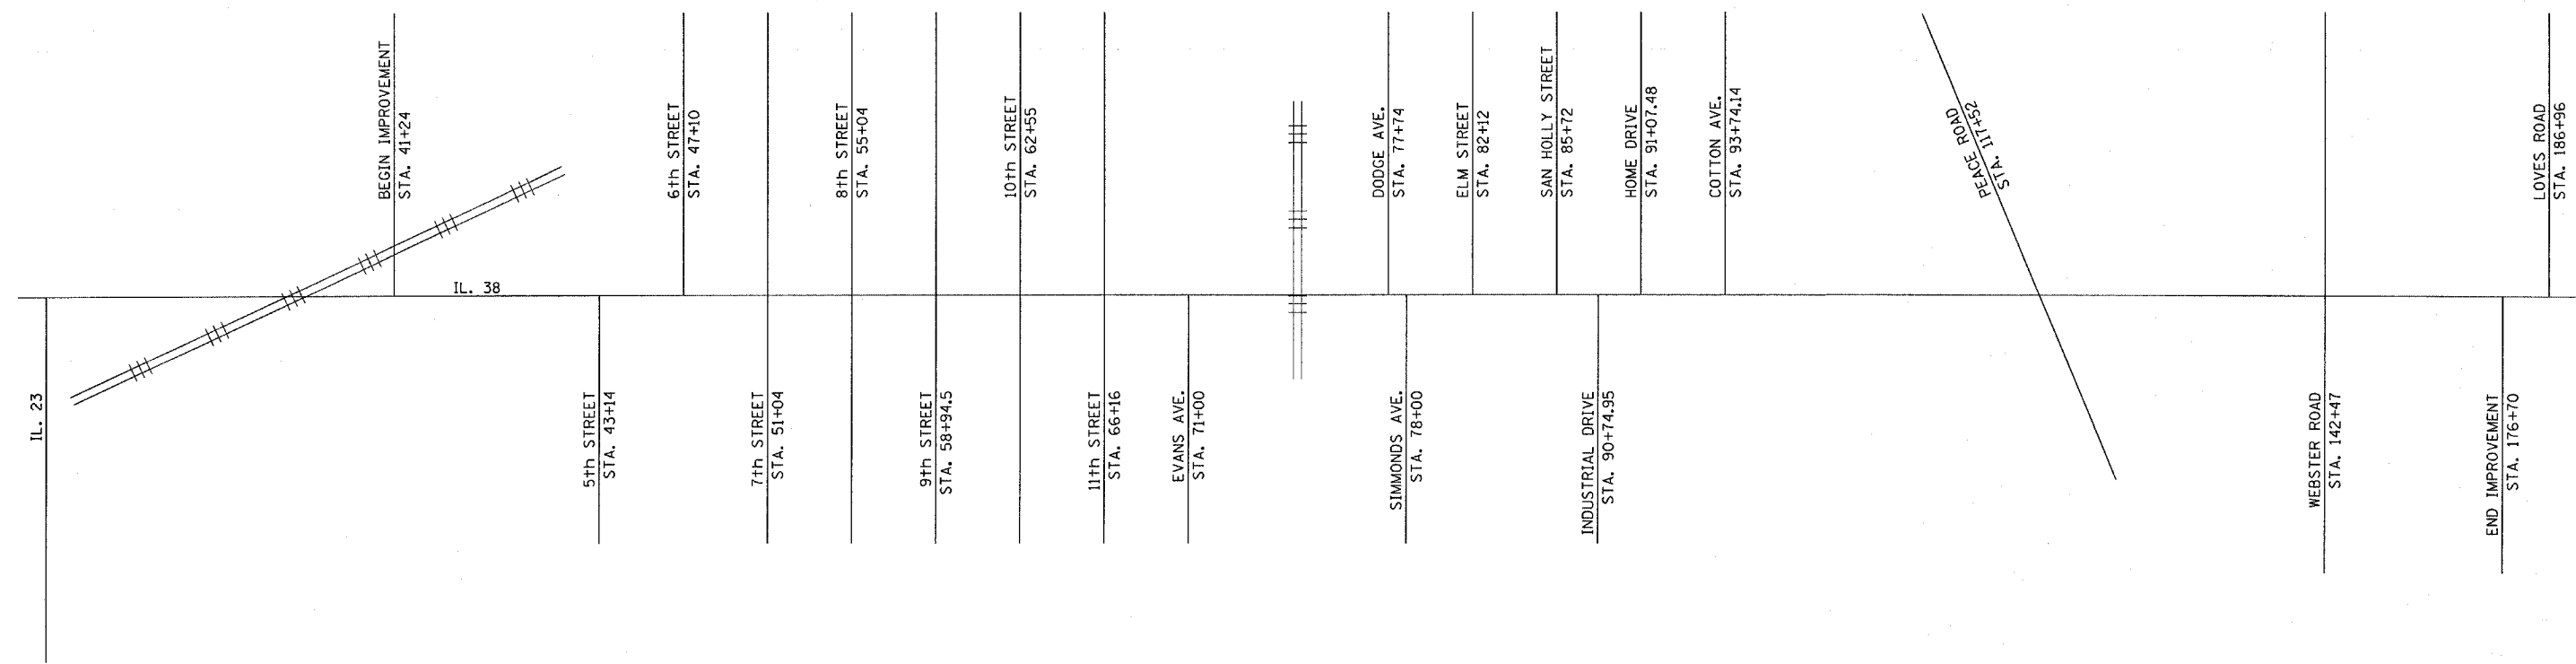 IL. 23
BEGIN IMPROVEMENT
STA. 41+24
IL. 38
5th STREET
STA. 43+14
6th STREET
STA. 47+10
7th STREET
STA. 51+04
8th STREET
STA. 55+04
9th STREET
STA. 58+94.5
10th STREET
STA. 62+55
11th STREET
STA. 66+16
EVANS AVE.
STA. 71+00
DODGE AVE.
STA. 77+74
SIMMONDS AVE.
STA. 78+00
ELM STREET
STA. 82+12
SAN HOLLY STREET
STA. 85+72
INDUSTRIAL DRIVE
STA. 90+74.95
HOME DRIVE
STA. 91+07.48
COTTON AVE.
STA. 93+74.14
PEACE ROAD
STA. 117+52
WEBSTER ROAD
STA. 142+47
END IMPROVEMENT
STA. 176+70
LOVES ROAD
STA. 186+96